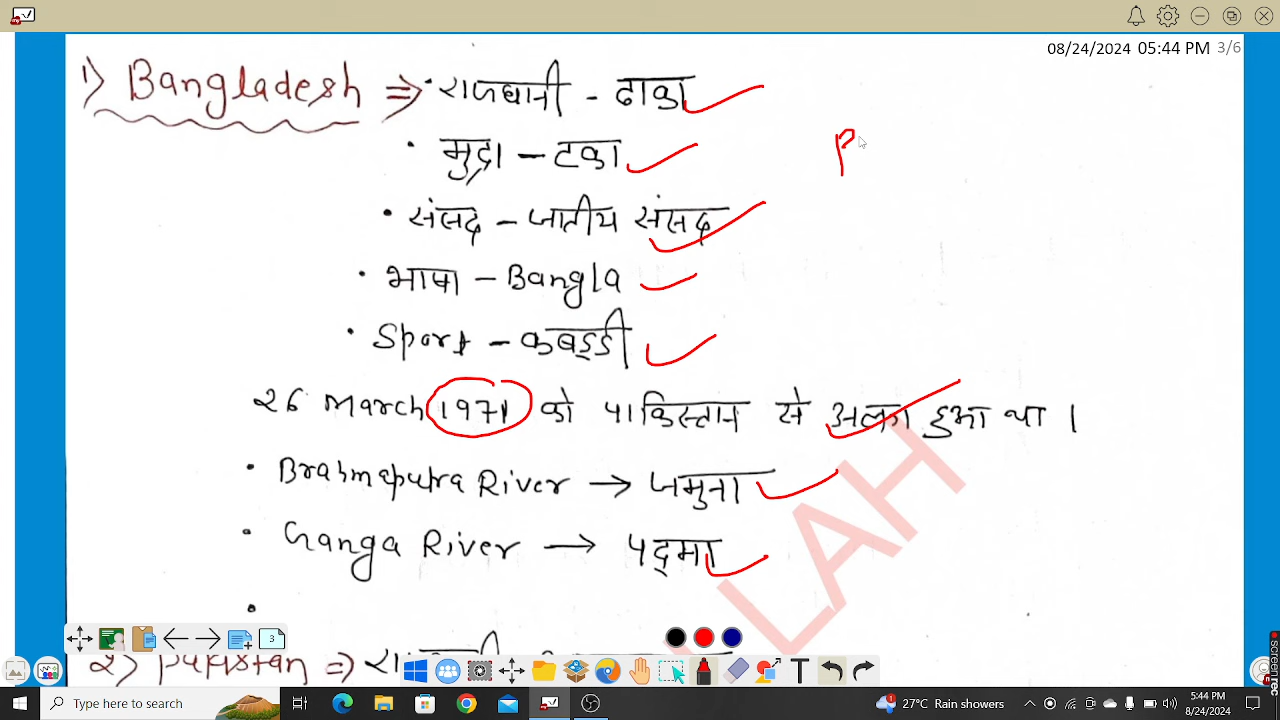 08/24/2024 05:44 PM 3/6
1) Bangladesh ⇒ • राजधानी - ढाका
• मुद्रा - टका
P
• संसद - जातीय संसद
• भाषा - Bangla
• Sport - कबड्डी
26 March 1971 को पाकिस्तान से अलग हुआ था ।
• Brahmaputra River → जमुना
• Ganga River → पद्मा
LLAH
3
2) Pakistan ⇒
T
Type here to search
27°C Rain showers
5:44 PM
8/24/2024